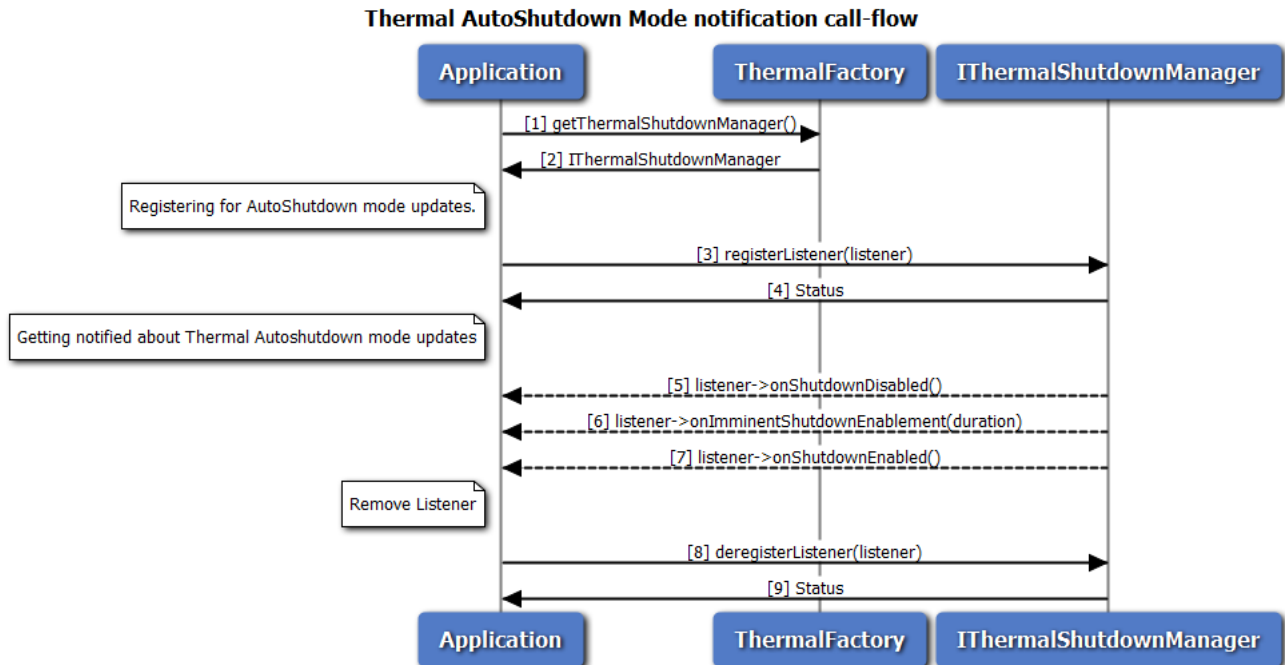 Thermal AutoShutdown Mode notification call-flow
Application
ThermalFactory
IThermalShutdownManager
[1] getThermalShutdownManager()
[2] IThermalShutdownManager
Registering for AutoShutdown mode updates.
[3] registerListener(listener)
[4] Status
Getting notified about Thermal Autoshutdown mode updates
[5] listener->onShutdownDisabled()
[6] listener->onImminentShutdownEnablement(duration)
[7] listener->onShutdownEnabled()
Remove Listener
[8] deregisterListener(listener)
[9] Status
Application
ThermalFactory
IThermalShutdownManager